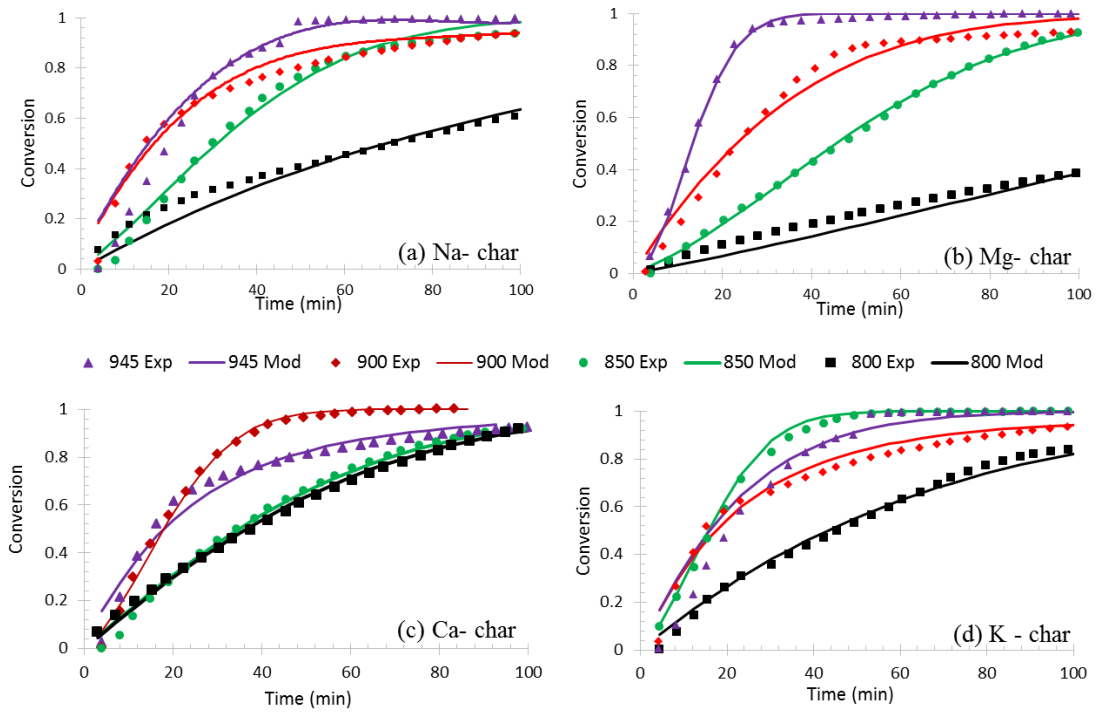 1
0.8
0.6
0.4
0.2
0
Conversion
0
20
40
60
80
100
Time (min)
(a) Na- char
1
0.8
0.6
0.4
0.2
0
Conversion
0
20
40
60
80
100
Time (min)
(b) Mg- char
945 Exp 945 Mod 900 Exp 900 Mod 850 Exp 850 Mod 800 Exp 800 Mod
1
0.8
0.6
0.4
0.2
0
Conversion
0 20 40 60 80 100
Time (min)
(c) Ca- char
1
0.8
0.6
0.4
0.2
0
Conversion
0 20 40 60 80 100
Time (min)
(d) K - char